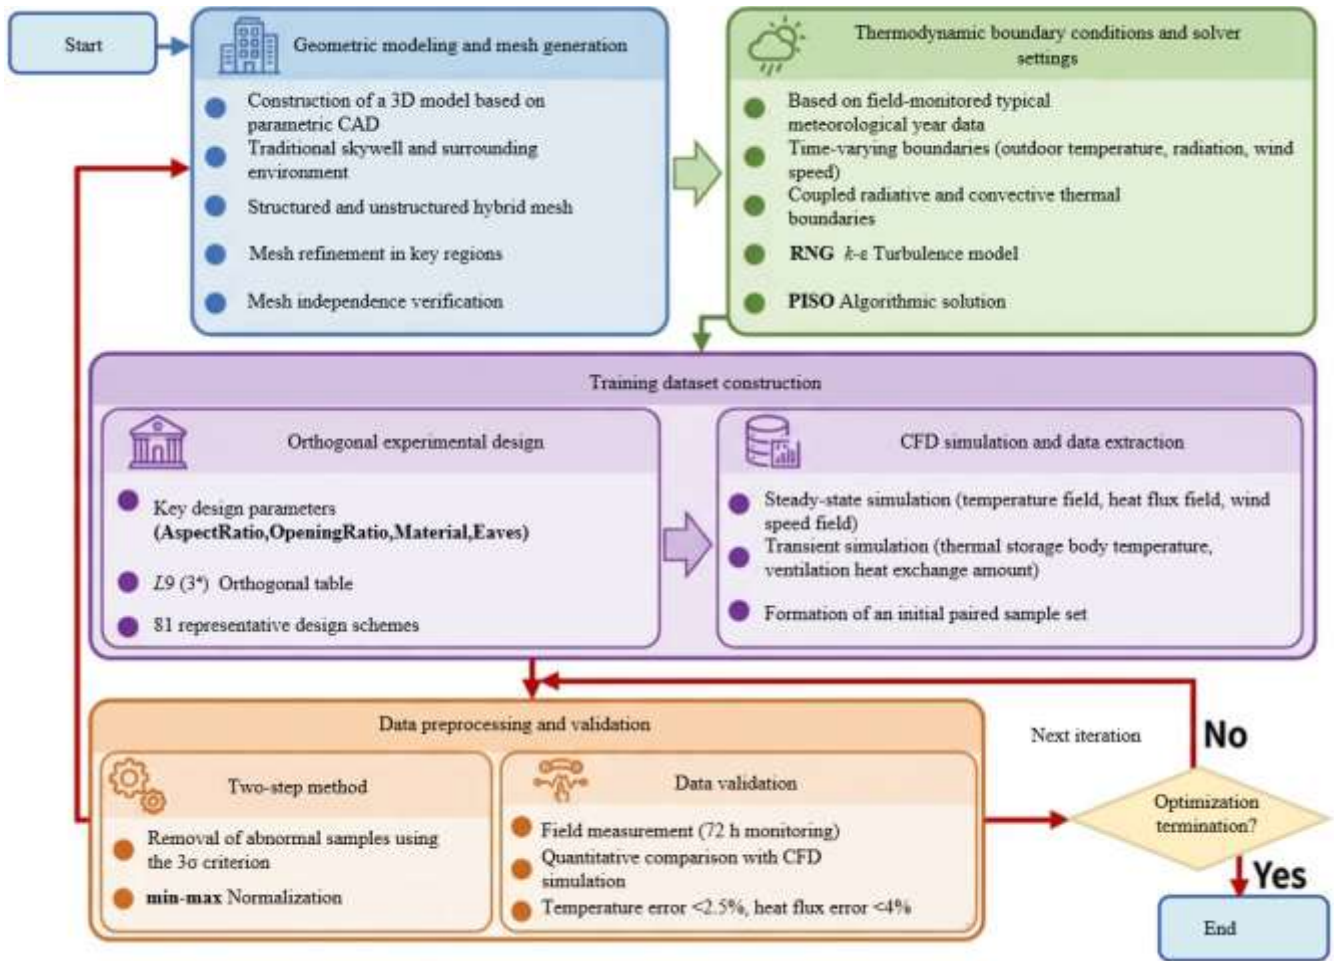 Start
Geometric modeling and mesh generation
Construction of a 3D model based on
parametric CAD
Traditional skywell and surrounding
environment
Structured and unstructured hybrid mesh
Mesh refinement in key regions
Mesh independence verification
Thermodynamic boundary conditions and solver
settings
Based on field-monitored typical
meteorological year data
Time-varying boundaries (outdoor temperature, radiation, wind
speed)
Coupled radiative and convective thermal
boundaries
RNG k-ε Turbulence model
PISO Algorithmic solution
Training dataset construction
Orthogonal experimental design
Key design parameters
(AspectRatio,OpeningRatio,Material,Eaves)
L9 (3⁴) Orthogonal table
81 representative design schemes
CFD simulation and data extraction
Steady-state simulation (temperature field, heat flux field, wind
speed field)
Transient simulation (thermal storage body temperature,
ventilation heat exchange amount)
Formation of an initial paired sample set
Data preprocessing and validation
Two-step method
Removal of abnormal samples using
the 3σ criterion
min-max Normalization
Data validation
Field measurement (72 h monitoring)
Quantitative comparison with CFD
simulation
Temperature error <2.5%, heat flux error <4%
Next iteration
No
Optimization
termination?
Yes
End